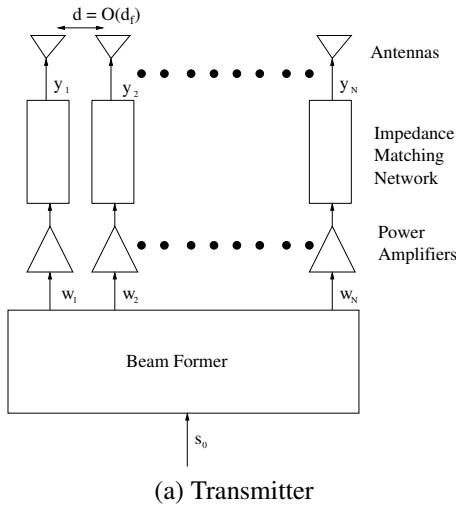 d = O(d_f)
Antennas
y_1 y_2 y_N
Impedance
Matching
Network
Power
Amplifiers
w_1 w_2 w_N
Beam Former
s_0
(a) Transmitter